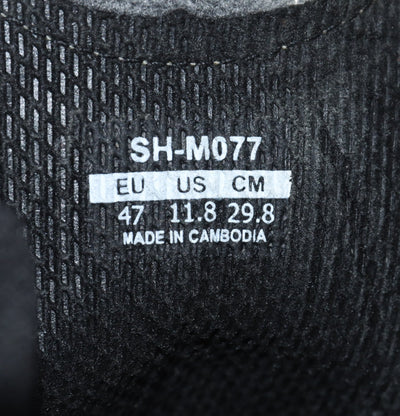 SH-M077
EU US CM
47 11.8 29.8
MADE IN CAMBODIA